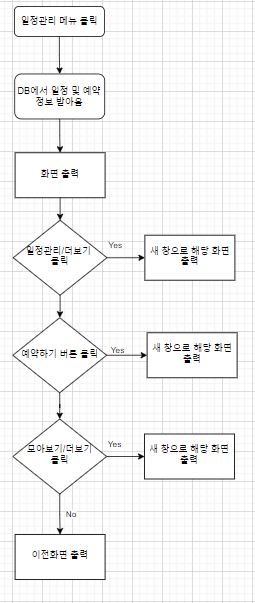 일정관리 메뉴 클릭
DB에서 일정 및 예약
정보 받아옴
화면 출력
일정관리/더보기
클릭
Yes
새 창으로 해당 화면
출력
예약하기 버튼 클릭
Yes
새 창으로 해당 화면
출력
모아보기/더보기
클릭
Yes
새 창으로 해당 화면
출력
No
이전화면 출력